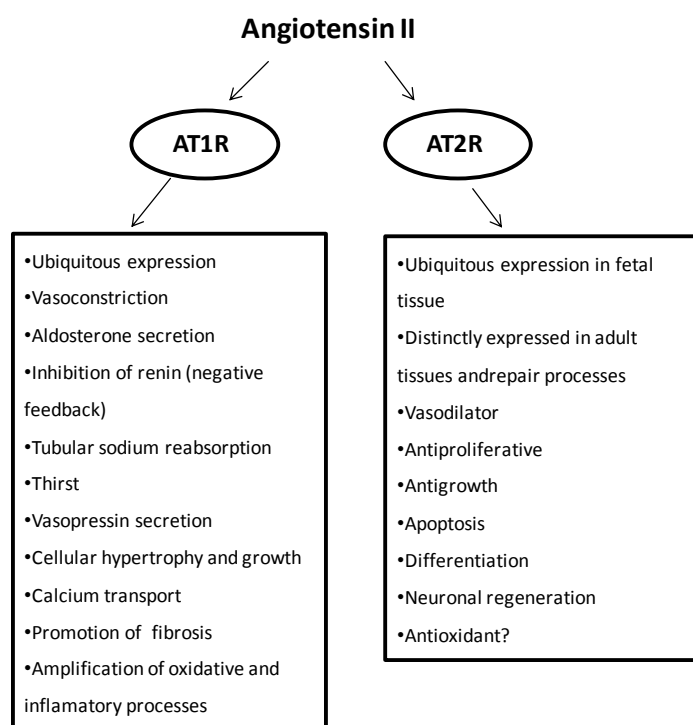 Angiotensin II
AT1R
AT2R
•Ubiquitous expression
•Vasoconstriction
•Aldosterone secretion
•Inhibition of renin (negative
feedback)
•Tubular sodium reabsorption
•Thirst
•Vasopressin secretion
•Cellular hypertrophy and growth
•Calcium transport
•Promotion of fibrosis
•Amplification of oxidative and
inflamatory processes
•Ubiquitous expression in fetal
tissue
•Distinctly expressed in adult
tissues andrepair processes
•Vasodilator
•Antiproliferative
•Antigrowth
•Apoptosis
•Differentiation
•Neuronal regeneration
•Antioxidant?